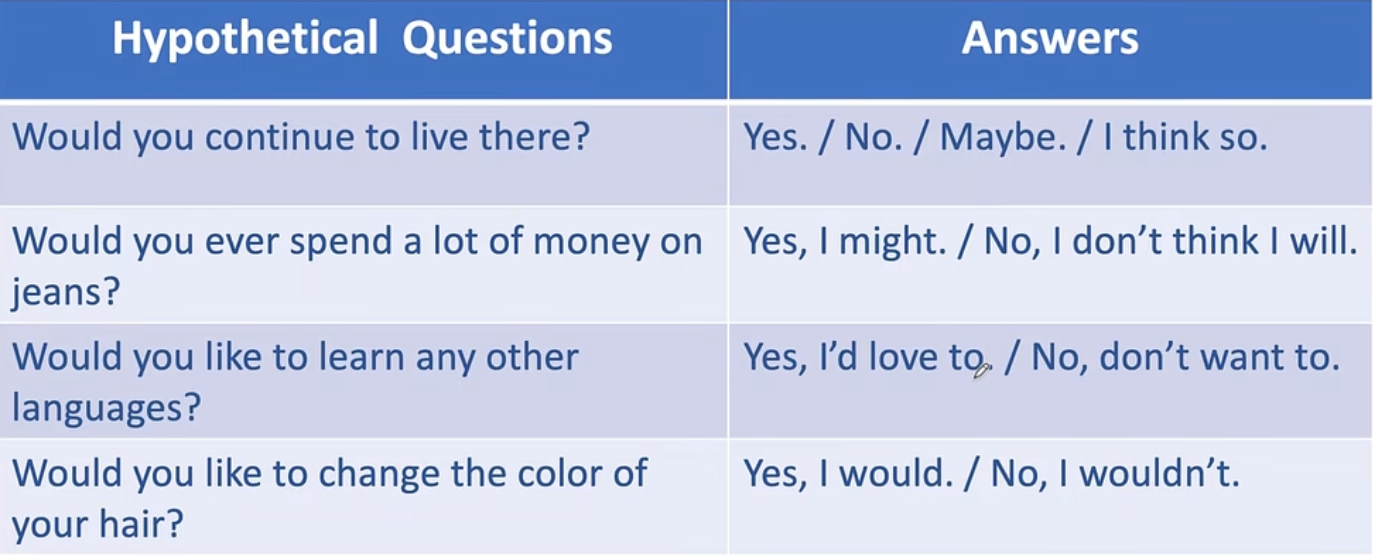 Hypothetical Questions
Answers
Would you continue to live there?
Yes. / No. / Maybe. / I think so.
Would you ever spend a lot of money on
jeans?
Yes, I might. / No, I don't think I will.
Would you like to learn any other
languages?
Yes, I'd love to. / No, don't want to.
Would you like to change the color of
your hair?
Yes, I would. / No, I wouldn't.